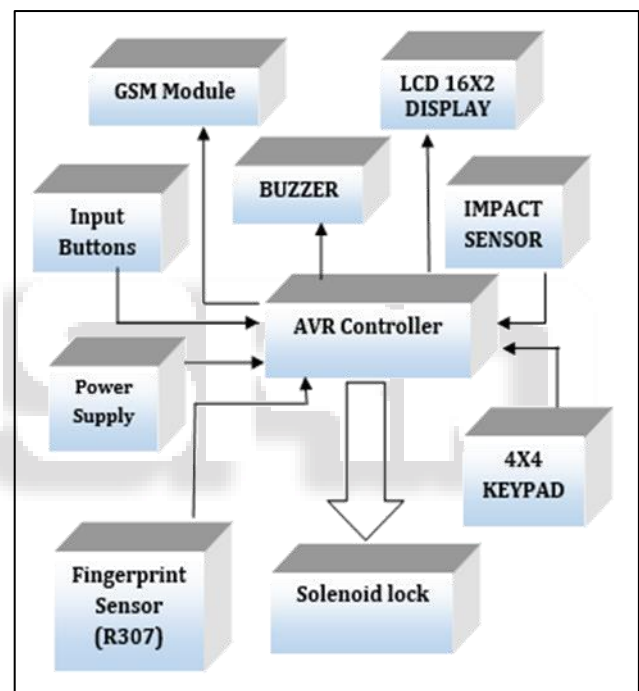 GSM Module
LCD 16X2
DISPLAY
BUZZER
Input
Buttons
IMPACT
SENSOR
AVR Controller
Power
Supply
4X4
KEYPAD
Fingerprint
Sensor
(R307)
Solenoid lock